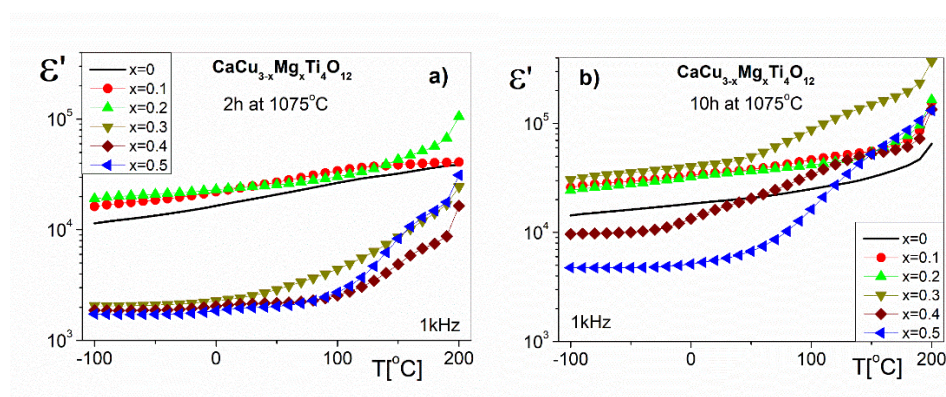 ε'
x=0
x=0.1
x=0.2
x=0.3
x=0.4
x=0.5
CaCu3-xMgxTi4O12
a)
2h at 1075°C
10^5
10^4
10^3
1kHz
-100
0
100
200
T[°C]
ε'
b)
CaCu3-xMgxTi4O12
10h at 1075°C
10^5
10^4
10^3
1kHz
x=0
x=0.1
x=0.2
x=0.3
x=0.4
x=0.5
-100
0
100
200
T[°C]